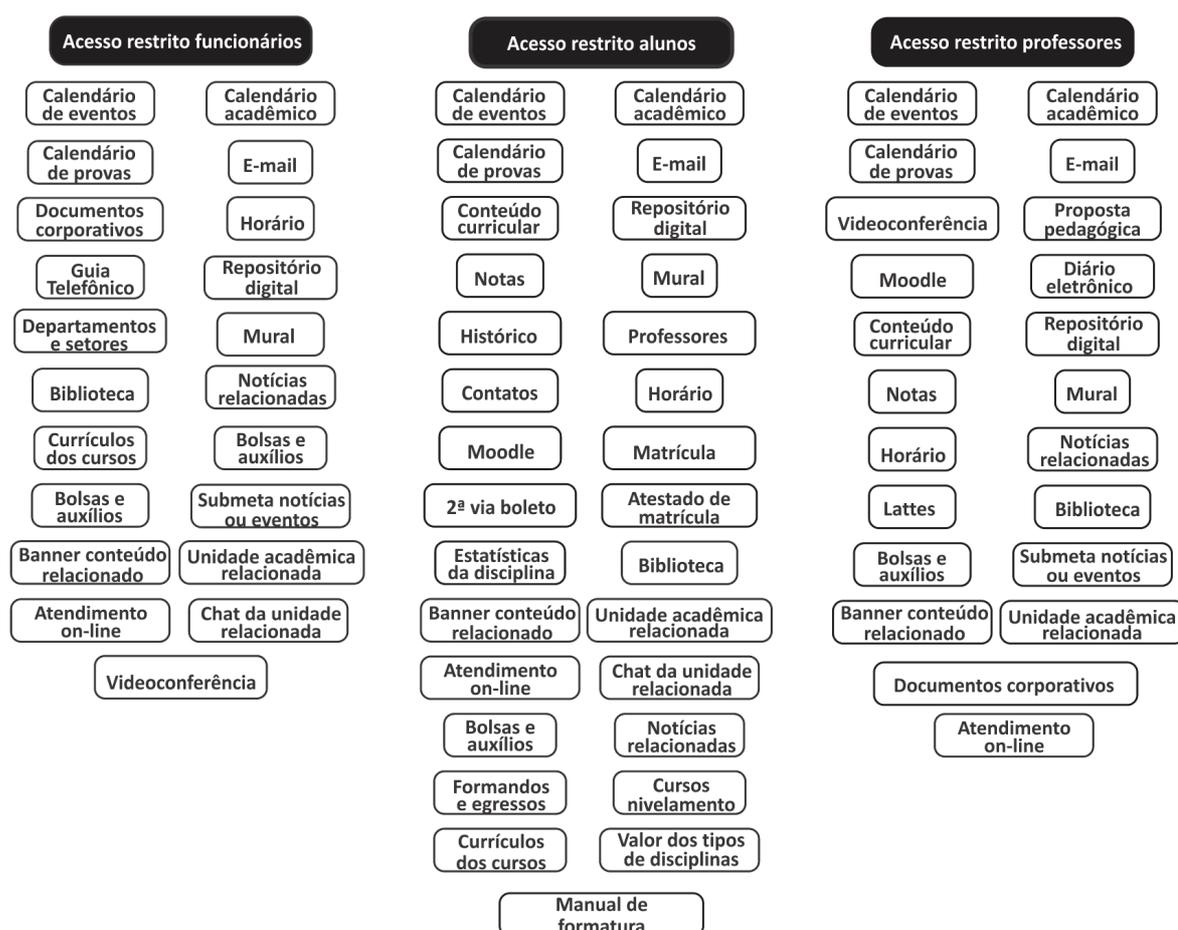 Acesso restrito funcionários
Calendário
de eventos
Calendário
acadêmico
Calendário
de provas
E-mail
Documentos
corporativos
Horário
Guia
Telefônico
Repositório
digital
Departamentos
e setores
Mural
Biblioteca
Notícias
relacionadas
Currículos
dos cursos
Bolsas e
auxílios
Bolsas e
auxílios
Submeta notícias
ou eventos
Banner conteúdo
relacionado
Unidade acadêmica
relacionada
Atendimento
on-line
Chat da unidade
relacionada
Videoconferência
Acesso restrito alunos
Calendário
de eventos
Calendário
acadêmico
Calendário
de provas
E-mail
Conteúdo
curricular
Repositório
digital
Notas
Mural
Histórico
Professores
Contatos
Horário
Moodle
Matrícula
2ª via boleto
Atestado de
matrícula
Estatísticas
da disciplina
Biblioteca
Banner conteúdo
relacionado
Unidade acadêmica
relacionada
Atendimento
on-line
Chat da unidade
relacionada
Bolsas e
auxílios
Notícias
relacionadas
Formandos
e egressos
Cursos
nivelamento
Currículos
dos cursos
Valor dos tipos
de disciplinas
Manual de
formatura
Acesso restrito professores
Calendário
de eventos
Calendário
acadêmico
Calendário
de provas
E-mail
Videoconferência
Proposta
pedagógica
Moodle
Diário
eletrônico
Conteúdo
curricular
Repositório
digital
Notas
Mural
Horário
Notícias
relacionadas
Lattes
Biblioteca
Bolsas e
auxílios
Submeta notícias
ou eventos
Banner conteúdo
relacionado
Unidade acadêmica
relacionada
Documentos corporativos
Atendimento
on-line